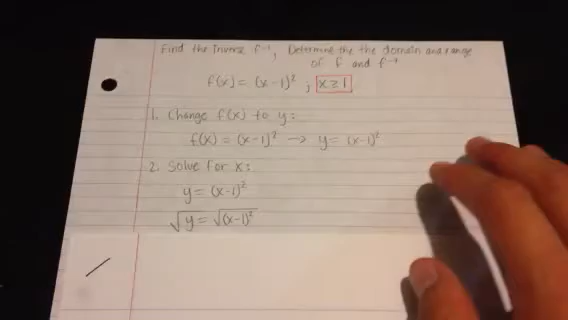 Find the inverse f⁻¹, Determine the the domain and range
of f and f⁻¹
f(x) = (x-1)² ; x≥1
1. Change f(x) to y:
f(x) = (x-1)² → y = (x-1)²
2. Solve for x:
y = (x-1)²
√y = √(x-1)²